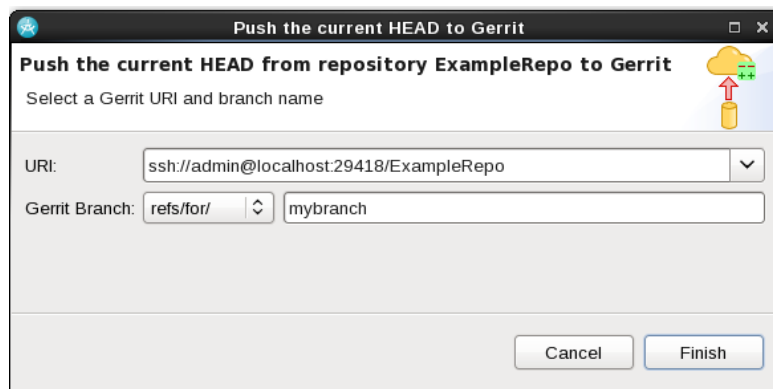 Push the current HEAD to Gerrit
Push the current HEAD from repository ExampleRepo to Gerrit
Select a Gerrit URI and branch name
URI: ssh://admin@localhost:29418/ExampleRepo
Gerrit Branch: refs/for/ mybranch
Cancel Finish